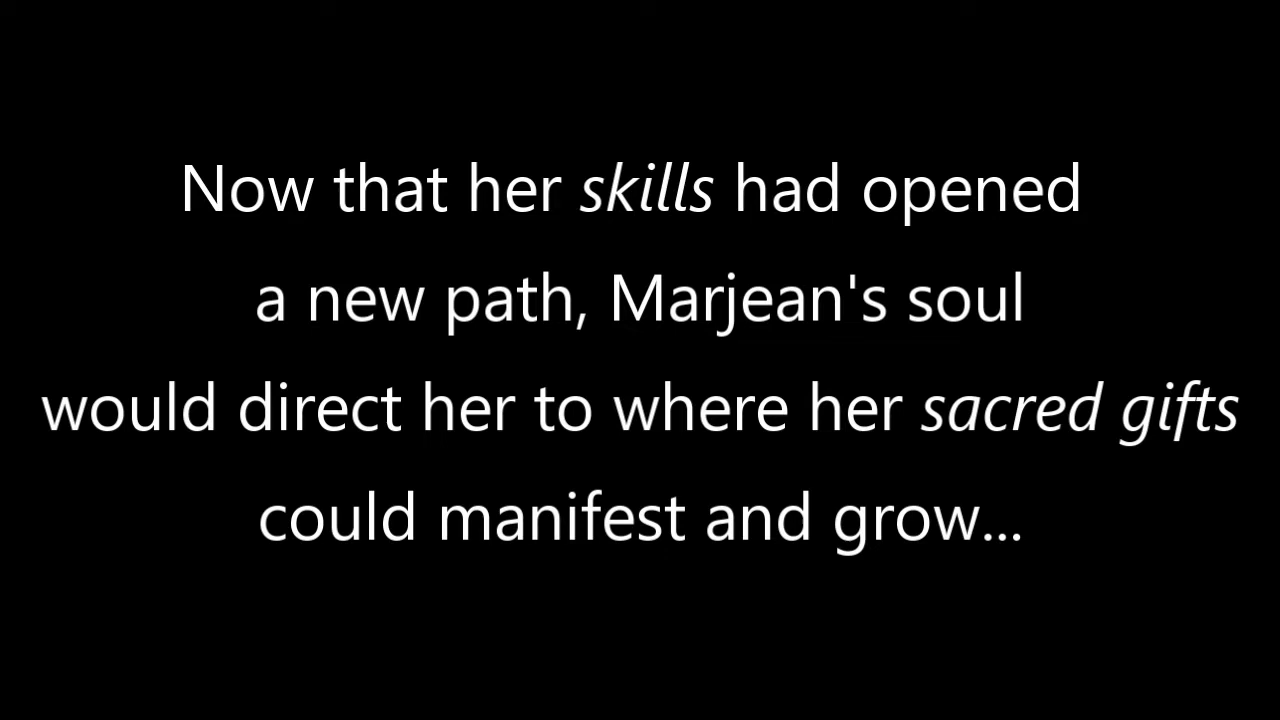 Now that her skills had opened
a new path, Marjean's soul
would direct her to where her sacred gifts
could manifest and grow...